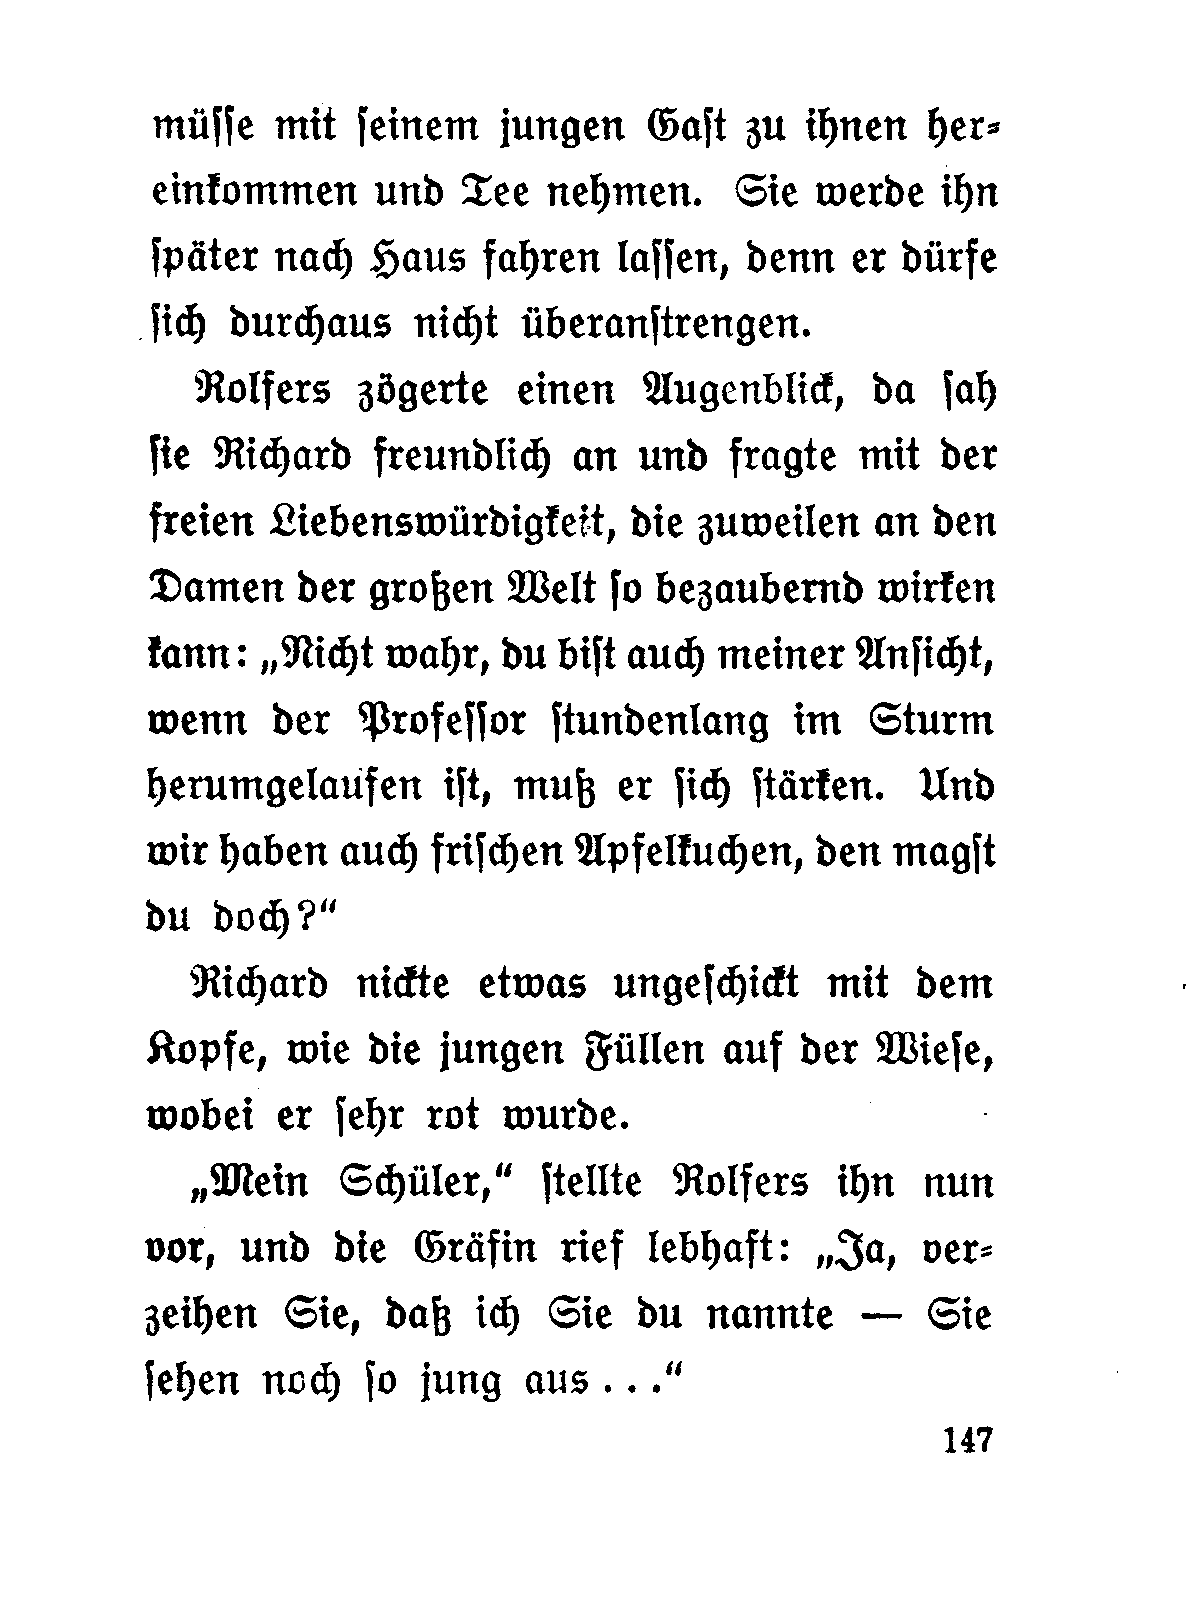 müſſe mit ſeinem jungen Gaſt zu ihnen her⸗
einkommen und Tee nehmen. Sie werde ihn
ſpäter nach Haus fahren laſſen, denn er dürfe
ſich durchaus nicht überanſtrengen.
Rolfers zögerte einen Augenblick, da ſah
ſie Richard freundlich an und fragte mit der
freien Liebenswürdigkeit, die zuweilen an den
Damen der großen Welt ſo bezaubernd wirken
kann: „Nicht wahr, du biſt auch meiner Anſicht,
wenn der Profeſſor ſtundenlang im Sturm
herumgelaufen iſt, muß er ſich ſtärken. Und
wir haben auch friſchen Apfelkuchen, den magſt
du doch?“
Richard nickte etwas ungeſchickt mit dem
Kopfe, wie die jungen Füllen auf der Wieſe,
wobei er ſehr rot wurde.
„Mein Schüler,“ ſtellte Rolfers ihn nun
vor, und die Gräfin rief lebhaft: „Ja, ver⸗
zeihen Sie, daß ich Sie du nannte — Sie
ſehen noch ſo jung aus . . .“
147